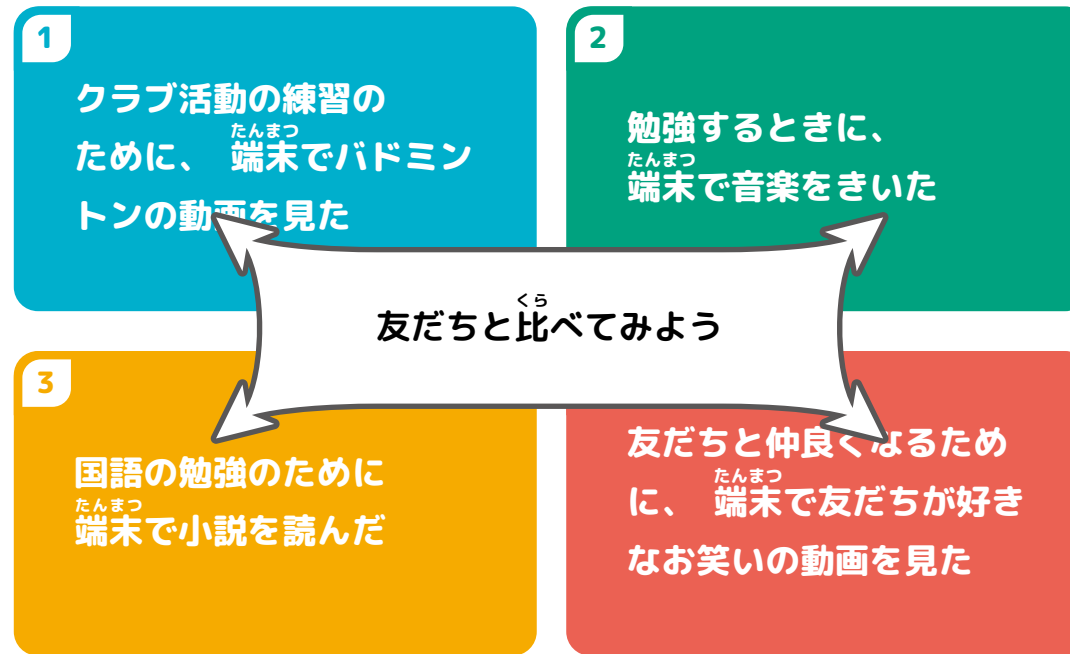 1
クラブ活動の練習の
たんまつ
ために、 端末でバドミン
トンの動画を見た
2
勉強するときに、
たんまつ
端末で音楽をきいた
くら
友だちと比べてみよう
3
国語の勉強のために
たんまつ
端末で小説を読んだ
友だちと仲良くなるため
たんまつ
に、 端末で友だちが好き
なお笑いの動画を見た